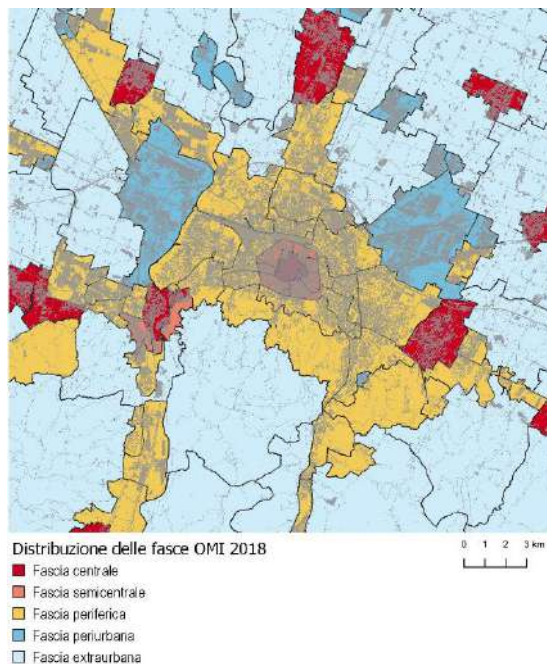 Distribuzione delle fasce OMI 2018
0 1 2 3 km
Fascia centrale
Fascia semicentrale
Fascia periferica
Fascia periurbana
Fascia extraurbana